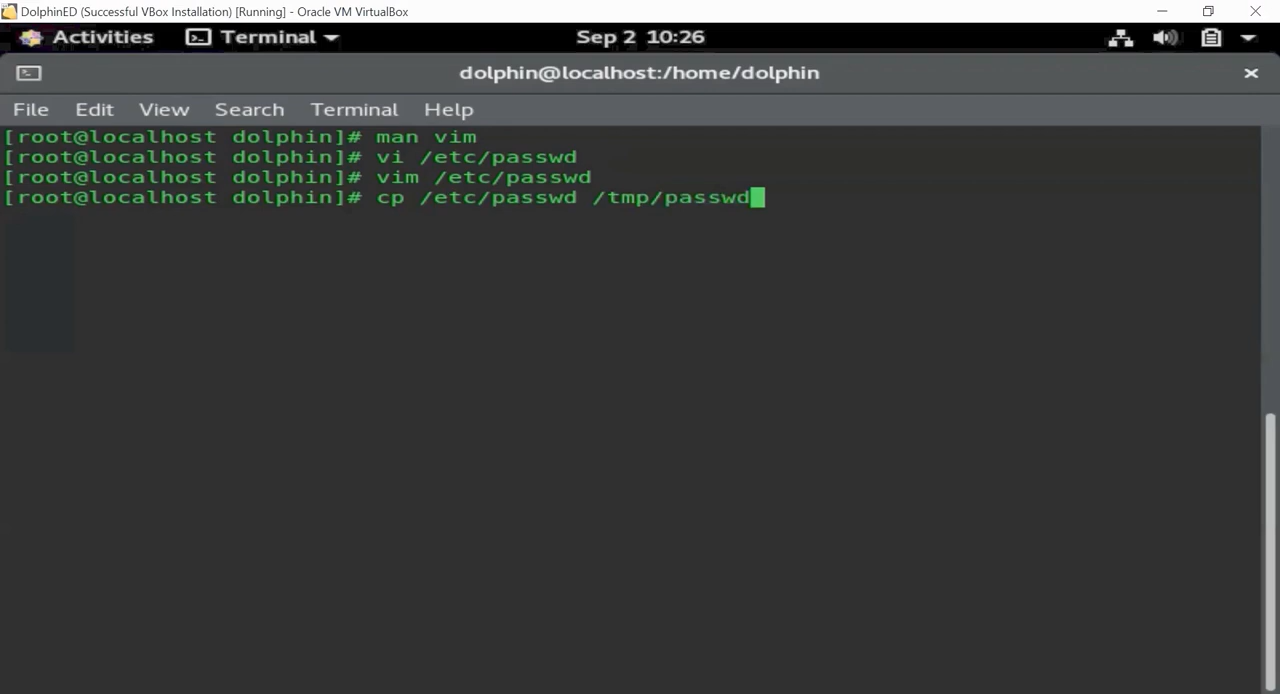 DolphinED (Successful VBox Installation) [Running] - Oracle VM VirtualBox
Activities Terminal Sep 2 10:26
dolphin@localhost:/home/dolphin
File Edit View Search Terminal Help
[root@localhost dolphin]# man vim
[root@localhost dolphin]# vi /etc/passwd
[root@localhost dolphin]# vim /etc/passwd
[root@localhost dolphin]# cp /etc/passwd /tmp/passwd